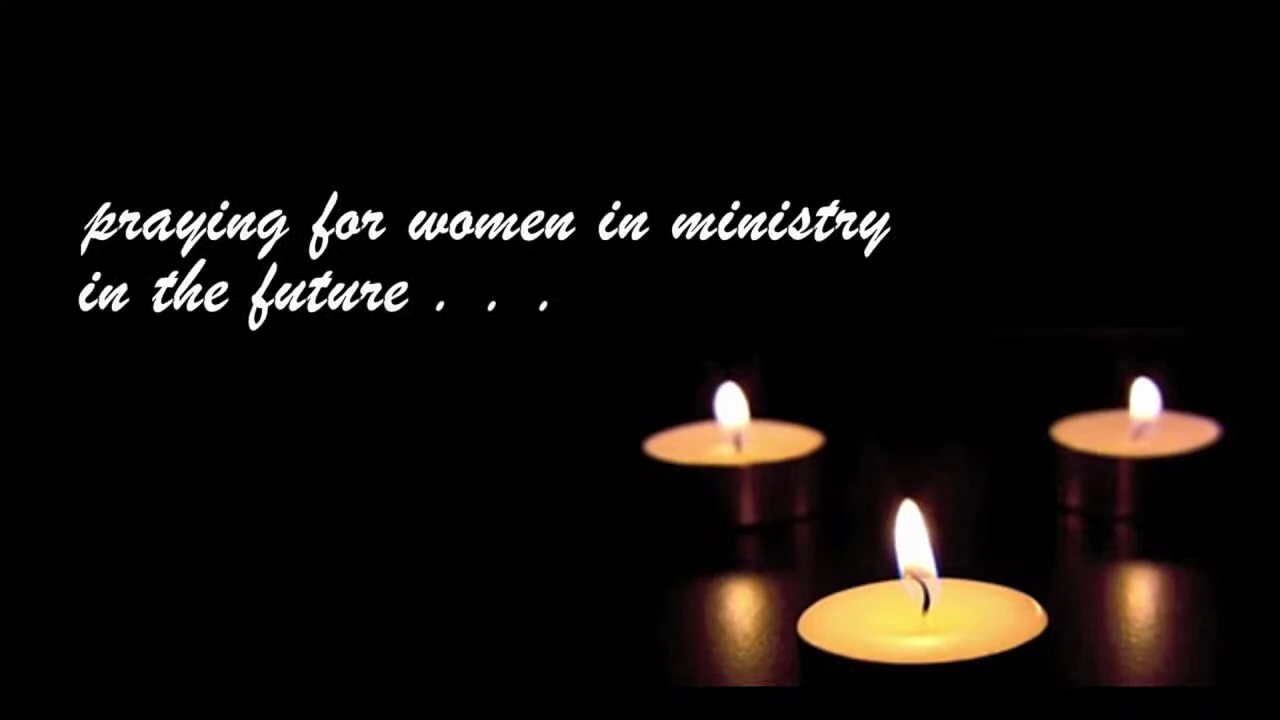 praying for women in ministry
in the future . . .